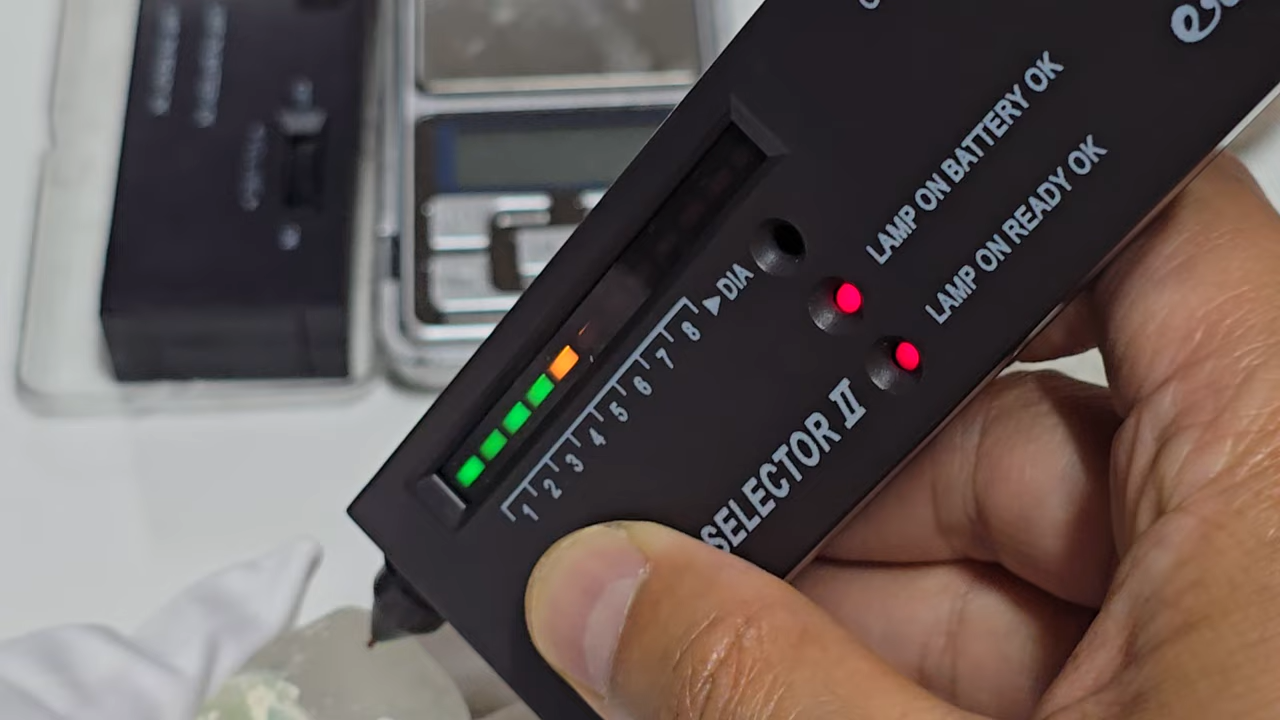 LAMP ON BATTERY OK
LAMP ON READY OK
▶DIA
1 2 3 4 5 6 7 8
SELECTOR II